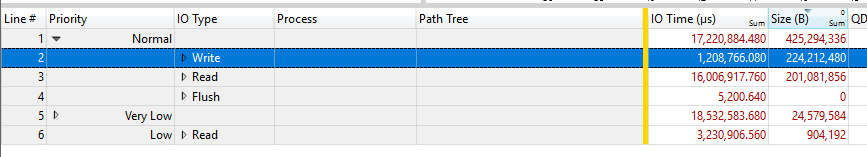 Line # Priority IO Type Process Path Tree IO Time (µs) Sum Size (B) 0 Sum QD
1 Normal 17,220,884.480 425,294,336
2 Write 1,208,766.080 224,212,480
3 Read 16,006,917.760 201,081,856
4 Flush 5,200.640 0
5 Very Low 18,532,583.680 24,579,584
6 Low Read 3,230,906.560 904,192